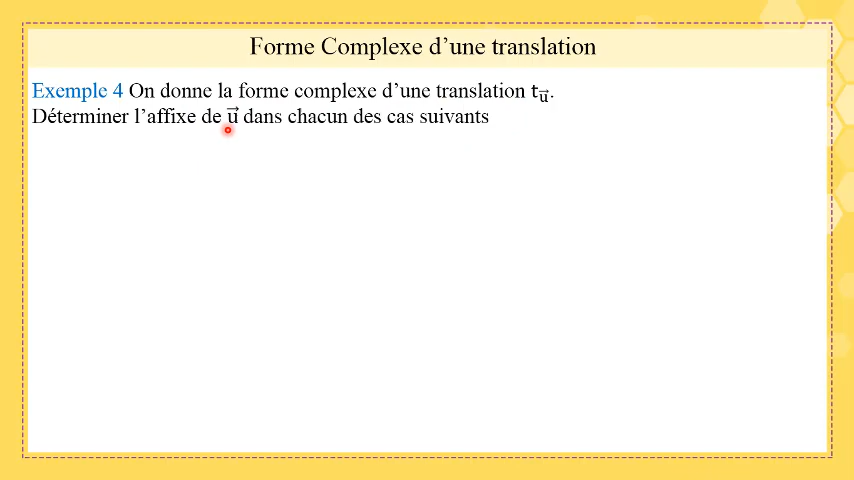 Forme Complexe d’une translation
Exemple 4 On donne la forme complexe d’une translation t_u⃗.
Déterminer l’affixe de u⃗ dans chacun des cas suivants